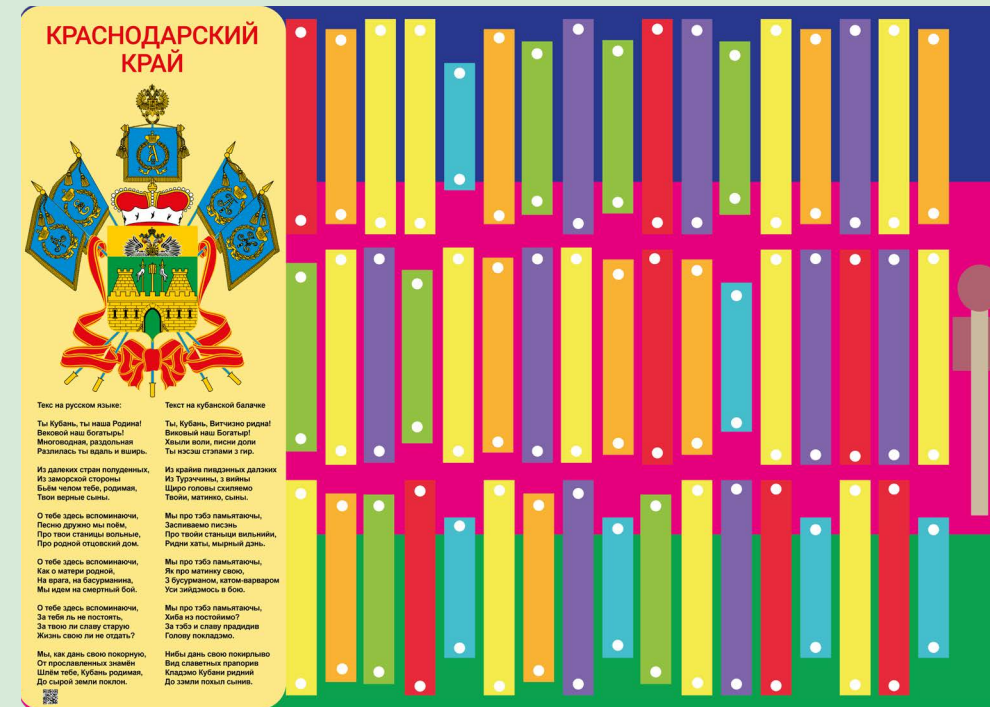 КРАСНОДАРСКИЙ
КРАЙ
Текс на русском языке:
Ты Кубань, ты наша Родина!
Вековой наш богатырь!
Многоводная, раздольная
Разлилась ты вдаль и вширь.
Из далеких стран полуденных,
Из заморской стороны
Бьём челом тебе, родимая,
Твои верные сыны.
О тебе здесь вспоминаючи,
Песню дружно мы поём,
Про твои станицы вольные,
Про родной отцовский дом.
О тебе здесь вспоминаючи,
Как о матери родной,
На врага, на басурманина,
Мы идем на смертный бой.
О тебе здесь вспоминаючи,
За тебя ль не постоять,
За твою ли славу старую
Жизнь свою ли не отдать?
Мы, как дань свою покорную,
От прославленных знамён
Шлём тебе, Кубань родимая,
До сырой земли поклон.
Текст на кубанской балачке
Ты, Кубань, Витчизно ридна!
Виковый наш Богатыр!
Хвыли воли, писни доли
Ты нэсэш стэпами з гир.
Из крайив пивдэнных далэких
Из Турэччины, з вийны
Щиро головы схиляемо
Твойи, матинко, сыны.
Мы про тэбэ памьятаючы,
Заспиваемо писэнь
Про твойи станыци вильнийи,
Ридни хаты, мырный дэнь.
Мы про тэбэ памьятаючы,
Як про матинку свою,
З бусурманом, катом-варваром
Уси зийдэмось в бою.
Мы про тэбэ памьятаючы,
Хиба нэ постойимо?
За тэбэ и славу прадидив
Голову покладэмо.
Нибы дань свою покирлыво
Вид славетных прапорив
Кладэмо Кубани ридний
До зэмли похыл сынив.